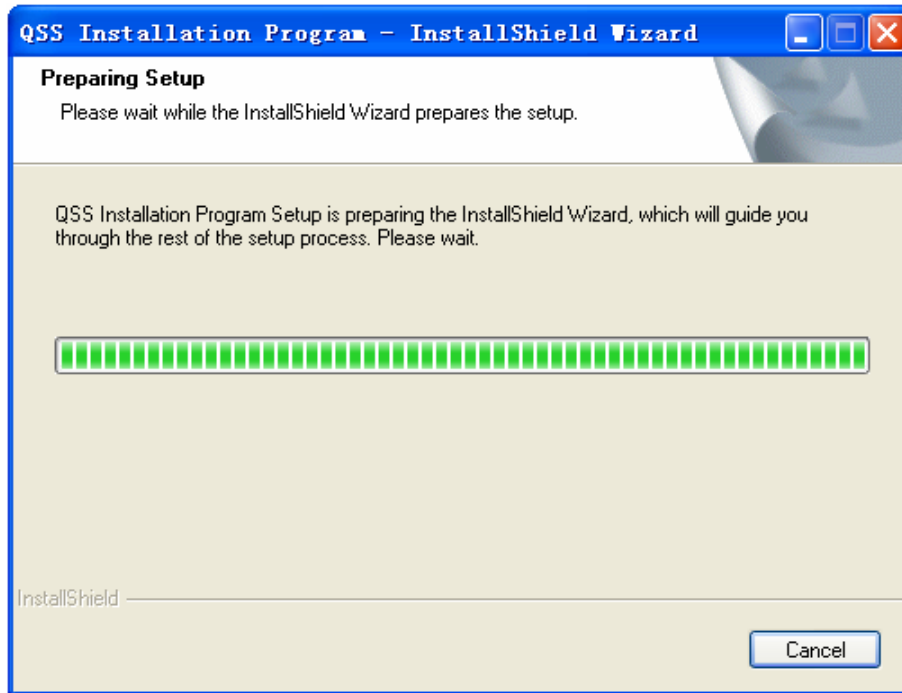 QSS Installation Program - InstallShield Wizard
Preparing Setup
Please wait while the InstallShield Wizard prepares the setup.
QSS Installation Program Setup is preparing the InstallShield Wizard, which will guide you
through the rest of the setup process. Please wait.
InstallShield
Cancel